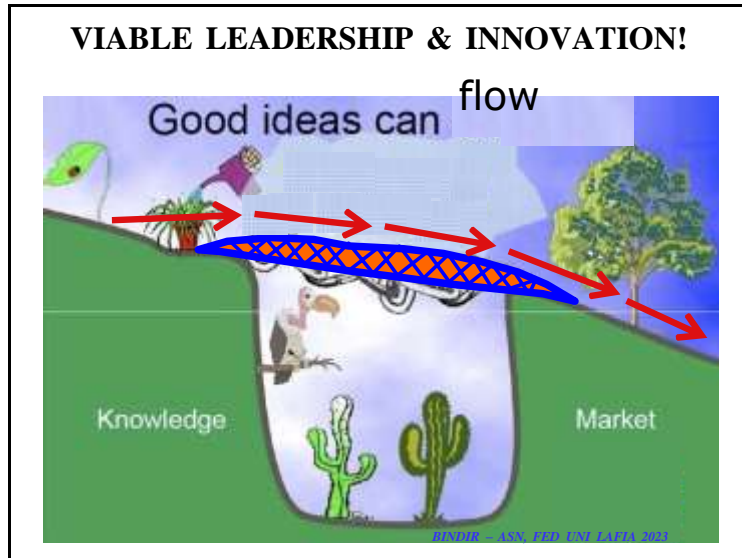 VIABLE LEADERSHIP & INNOVATION!
Good ideas can flow
Knowledge
Market
BINDIR – ASN, FED UNI LAFIA 2023